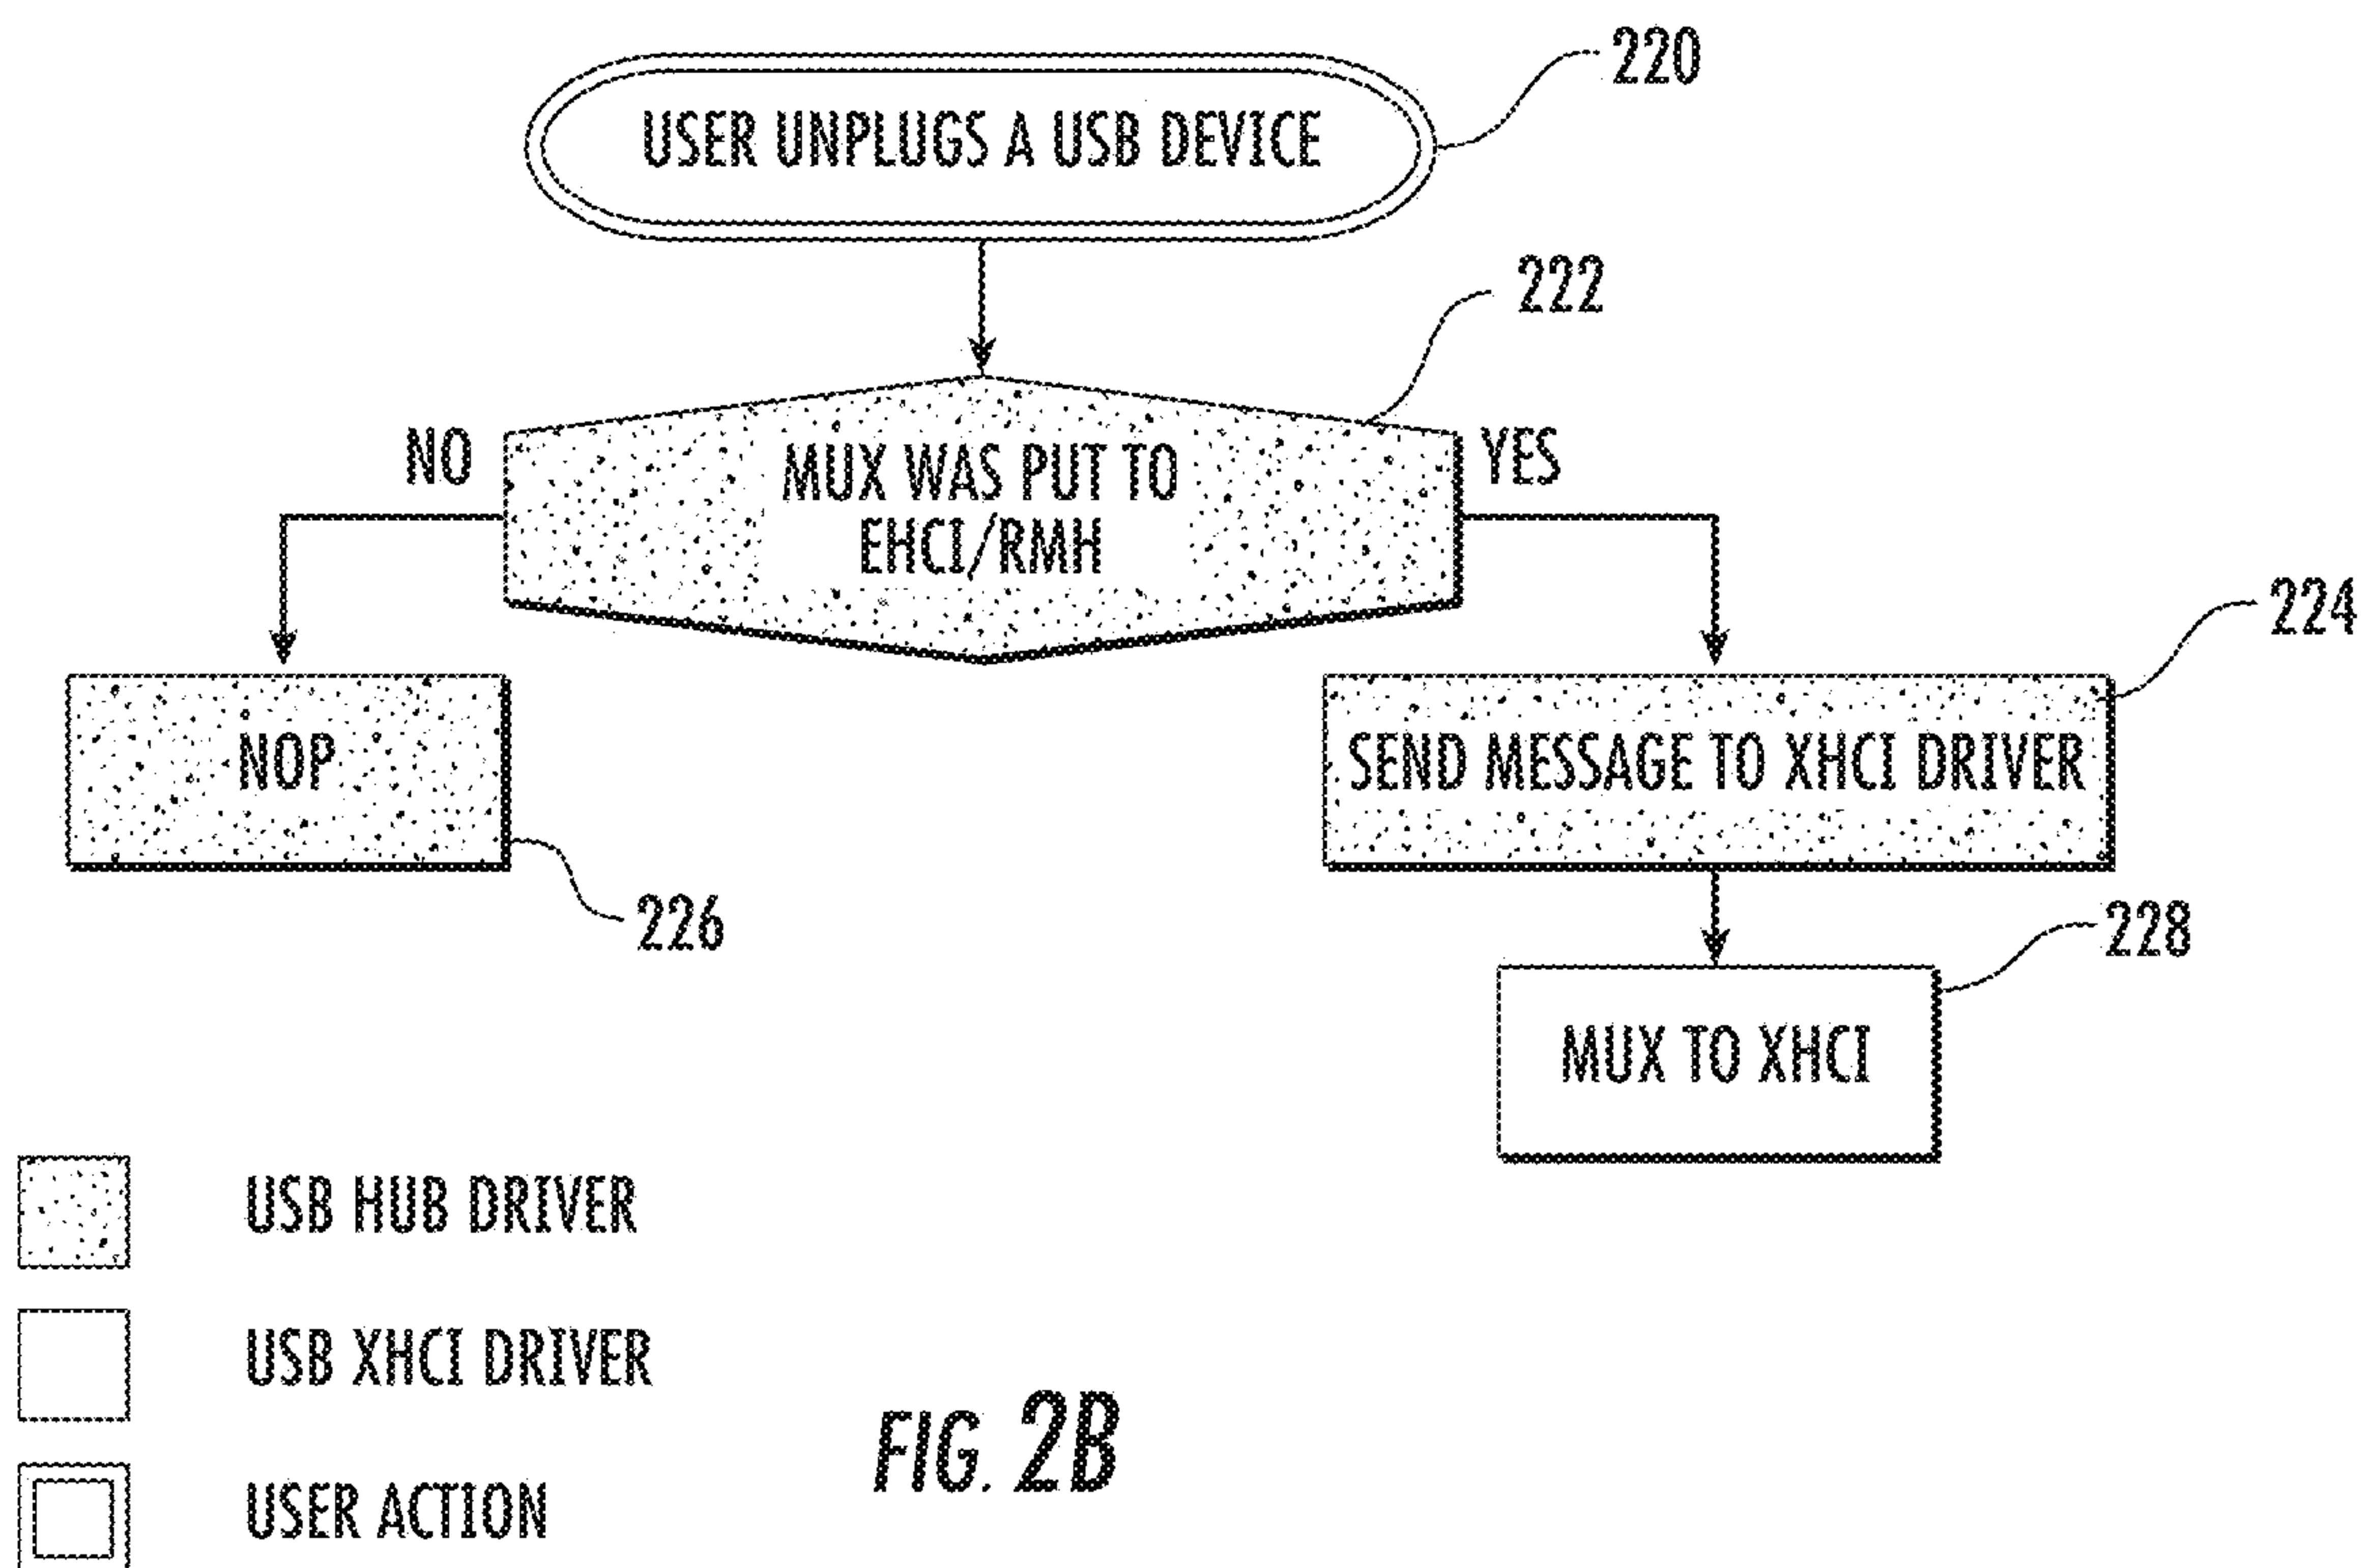 220
USER UNPLUGS A USB DEVICE
222
NO
YES
MUX WAS PUT TO
EHCI/RMH
224
NOP
SEND MESSAGE TO XHCI DRIVER
226
228
MUX TO XHCI
USB HUB DRIVER
USB XHCI DRIVER
USER ACTION
FIG. 2B